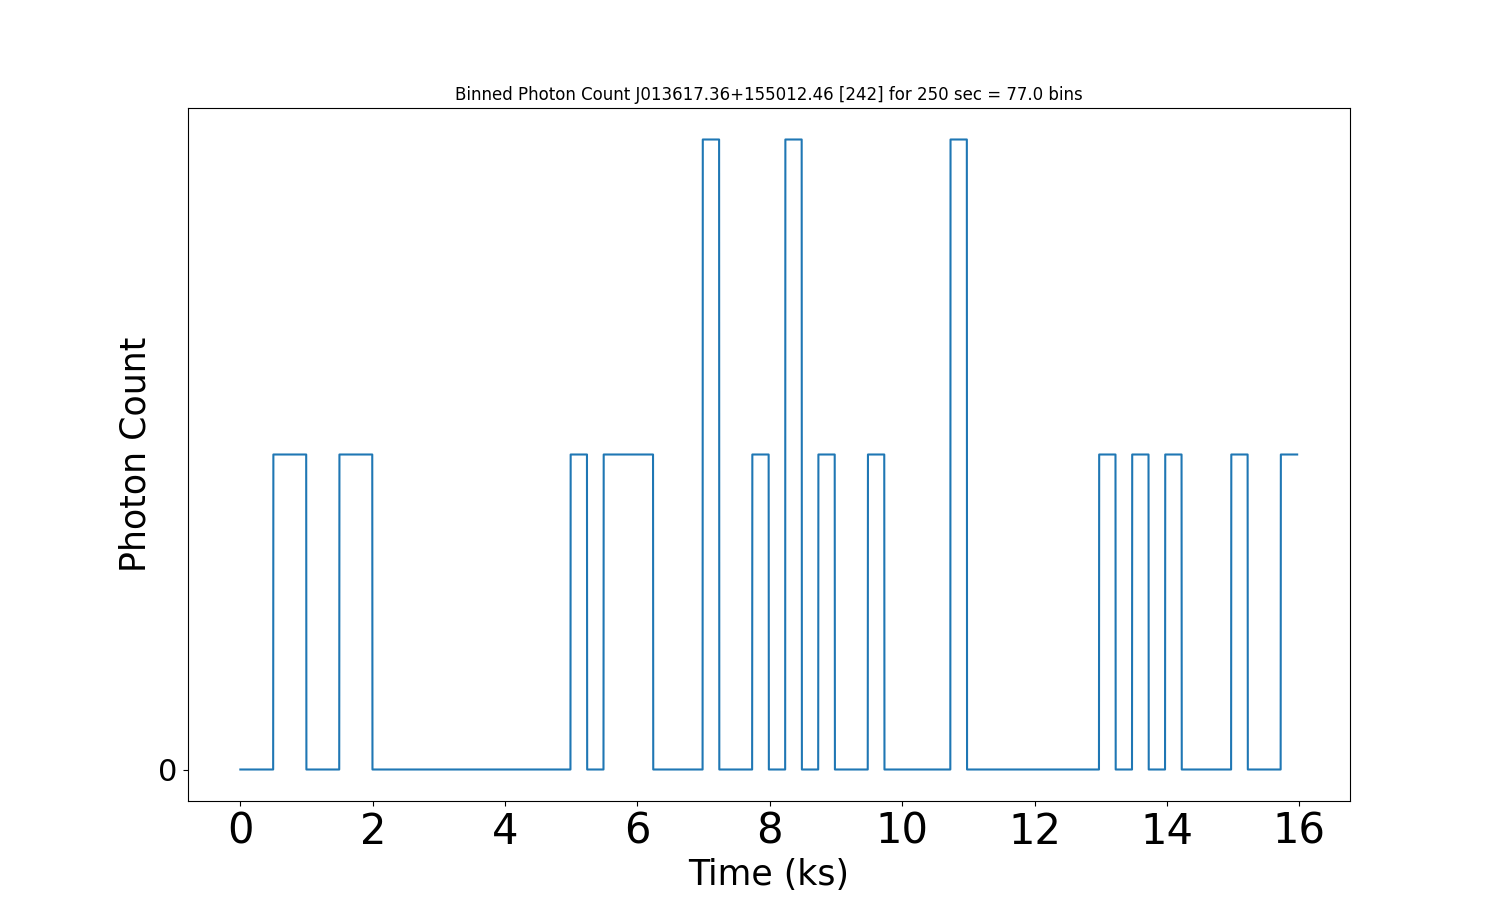 Binned Photon Count J013617.36+155012.46 [242] for 250 sec = 77.0 bins
Photon Count
0
0 2 4 6 8 10 12 14 16
Time (ks)